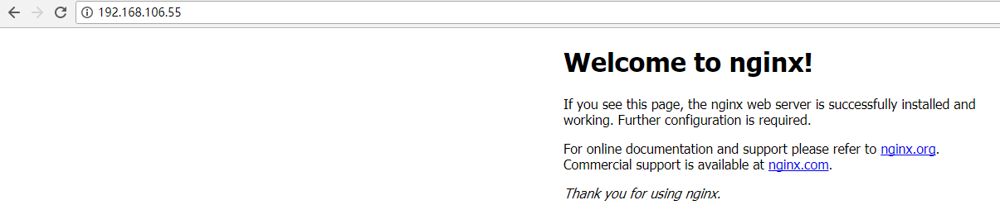 192.168.106.55
Welcome to nginx!
If you see this page, the nginx web server is successfully installed and
working. Further configuration is required.
For online documentation and support please refer to nginx.org.
Commercial support is available at nginx.com.
Thank you for using nginx.